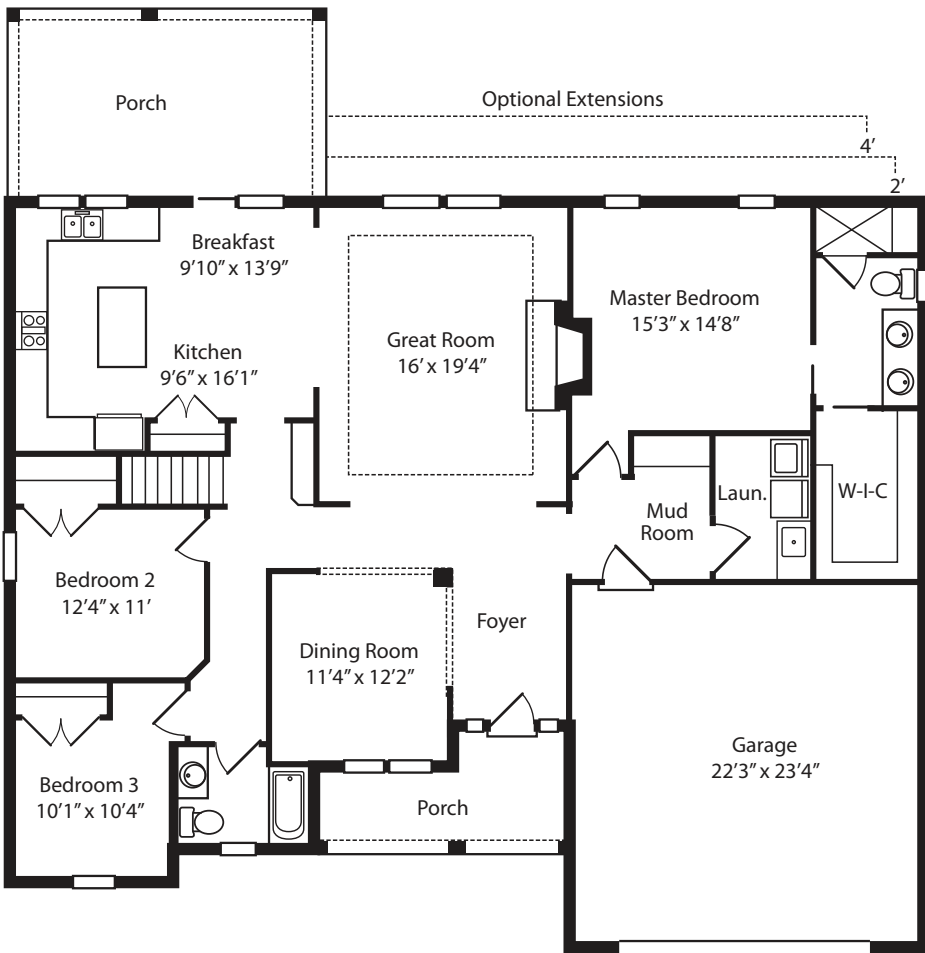 Porch
Optional Extensions
4’
2’
Breakfast
9’10” x 13’9”
Master Bedroom
15’3” x 14’8”
Great Room
16’ x 19’4”
Kitchen
9’6” x 16’1”
Laun.
W-I-C
Mud
Room
Bedroom 2
12’4” x 11’
Foyer
Dining Room
11’4” x 12’2”
Garage
22’3” x 23’4”
Bedroom 3
10’1” x 10’4”
Porch